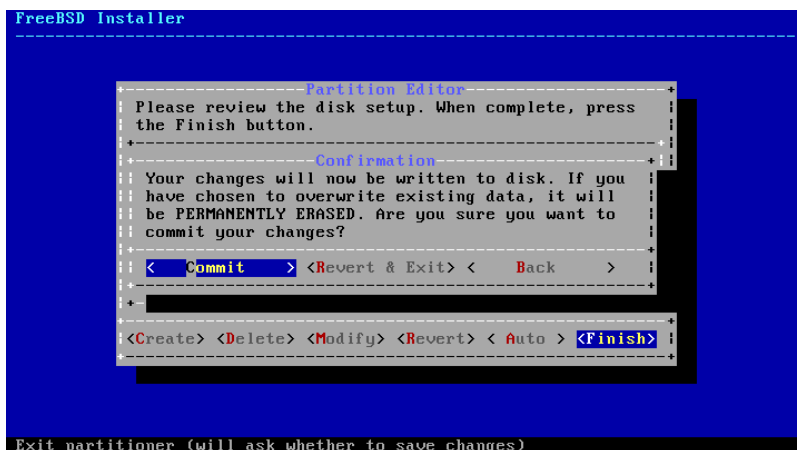 FreeBSD Installer
Partition Editor
Please review the disk setup. When complete, press
the Finish button.
Confirmation
Your changes will now be written to disk. If you
have chosen to overwrite existing data, it will
be PERMANENTLY ERASED. Are you sure you want to
commit your changes?
< Commit > <Revert & Exit> < Back >
<Create> <Delete> <Modify> <Revert> < Auto > <Finish>
Exit partitioner (will ask whether to save changes)